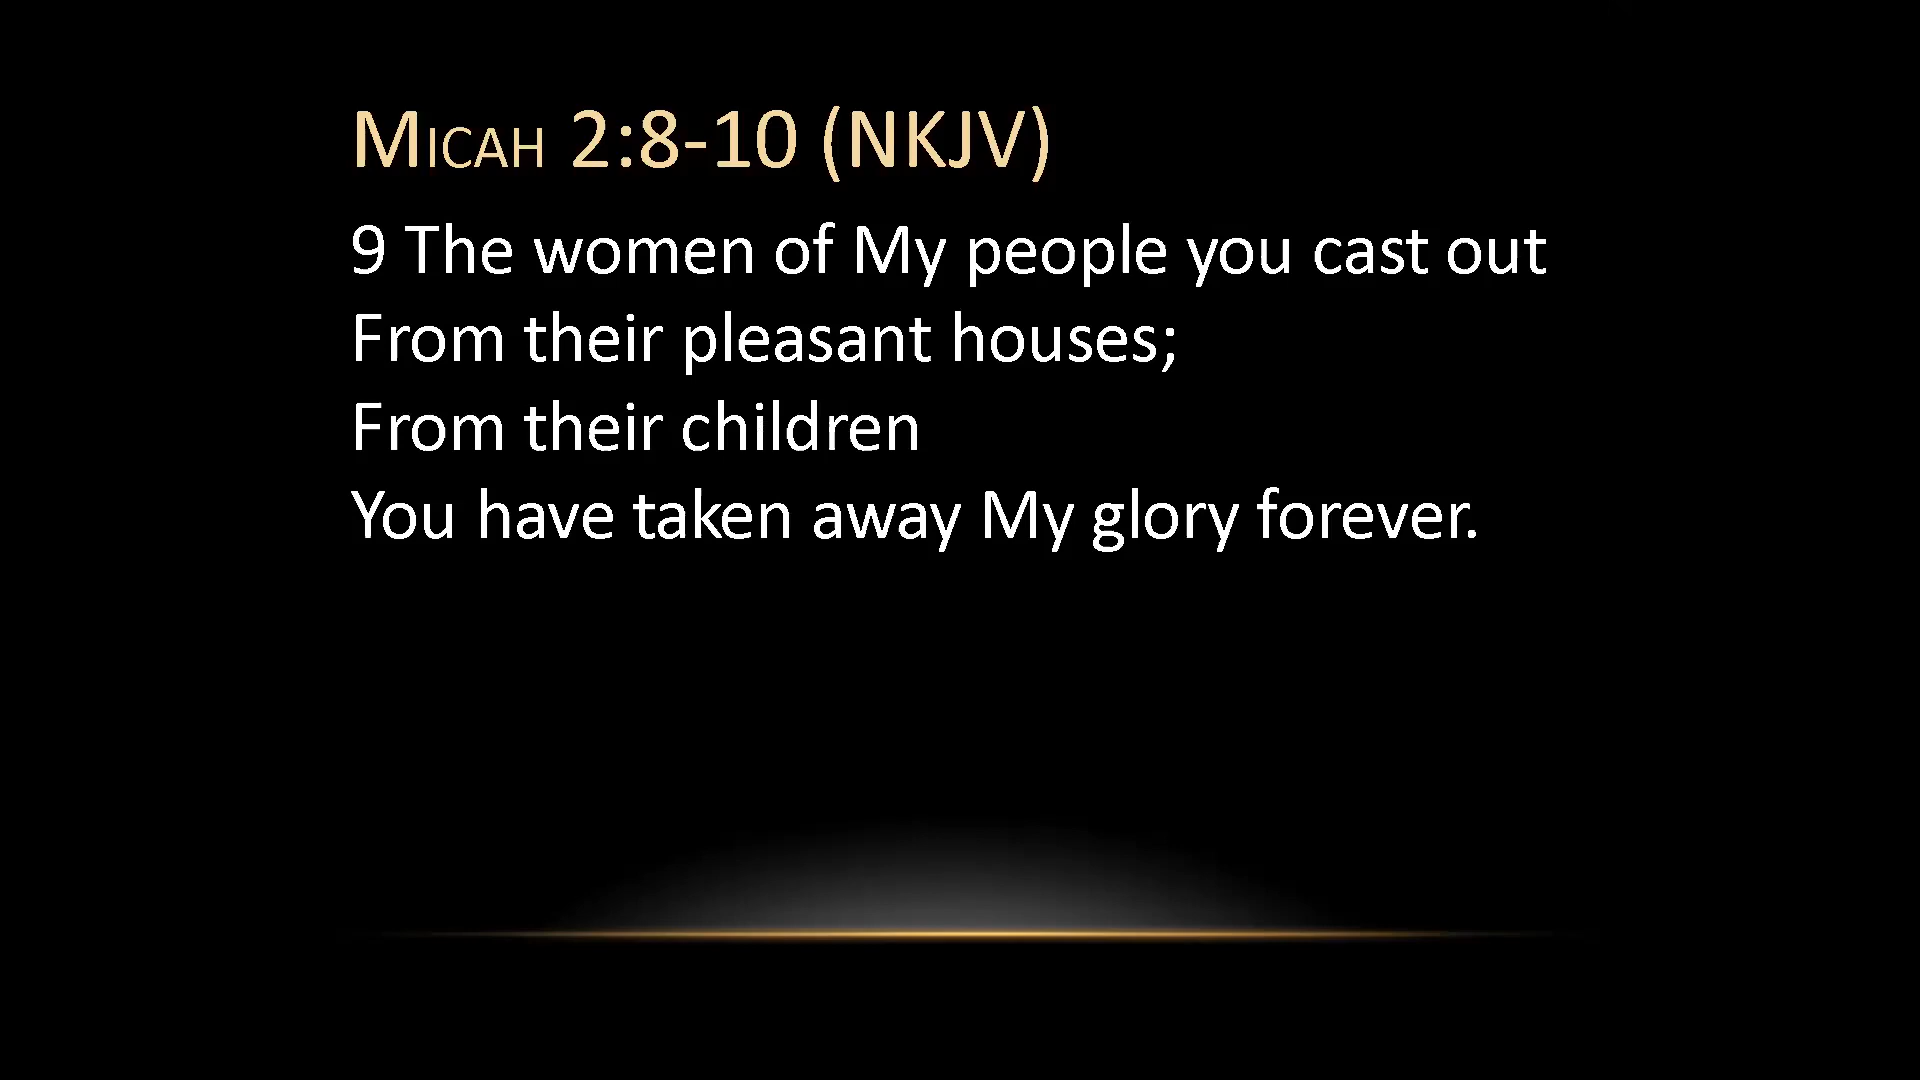 Micah 2:8-10 (NKJV)
9 The women of My people you cast out
From their pleasant houses;
From their children
You have taken away My glory forever.